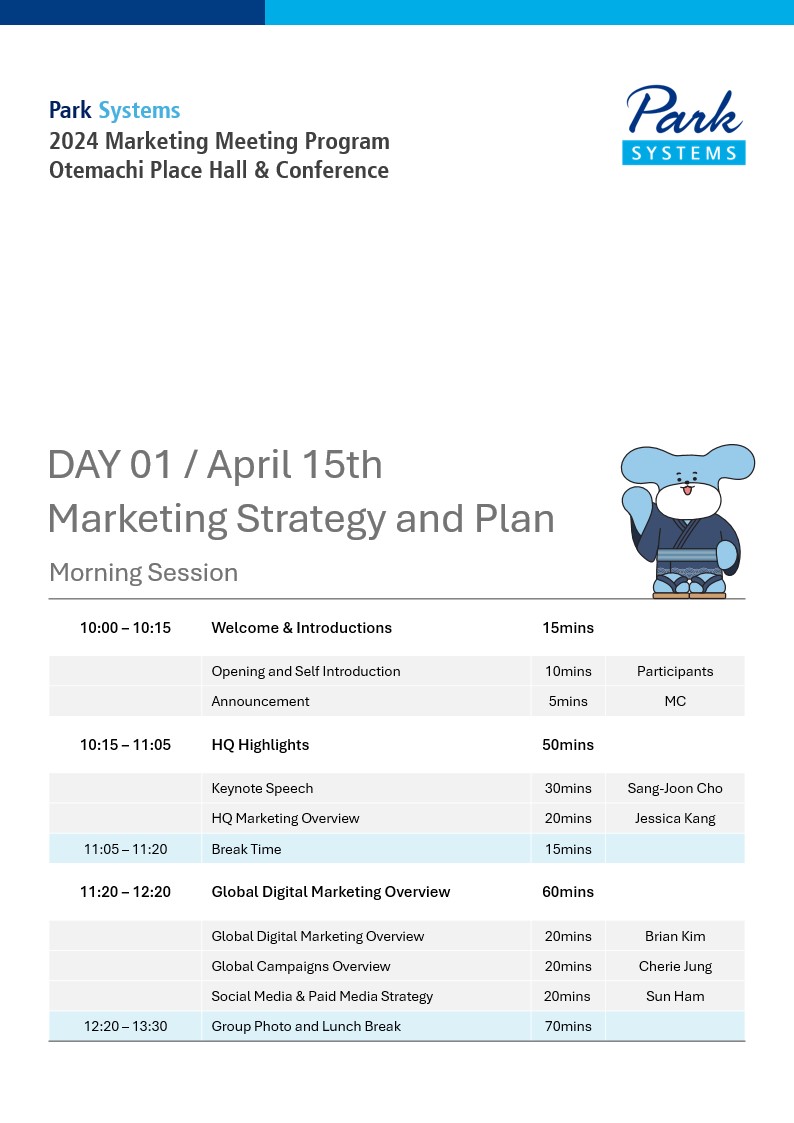 Park Systems
2024 Marketing Meeting Program
Otemachi Place Hall & Conference
Park
SYSTEMS
DAY 01 / April 15th
Marketing Strategy and Plan
Morning Session
10:00 – 10:15 Welcome & Introductions 15mins
Opening and Self Introduction 10mins Participants
Announcement 5mins MC
10:15 – 11:05 HQ Highlights 50mins
Keynote Speech 30mins Sang-Joon Cho
HQ Marketing Overview 20mins Jessica Kang
11:05 – 11:20 Break Time 15mins
11:20 – 12:20 Global Digital Marketing Overview 60mins
Global Digital Marketing Overview 20mins Brian Kim
Global Campaigns Overview 20mins Cherie Jung
Social Media & Paid Media Strategy 20mins Sun Ham
12:20 – 13:30 Group Photo and Lunch Break 70mins